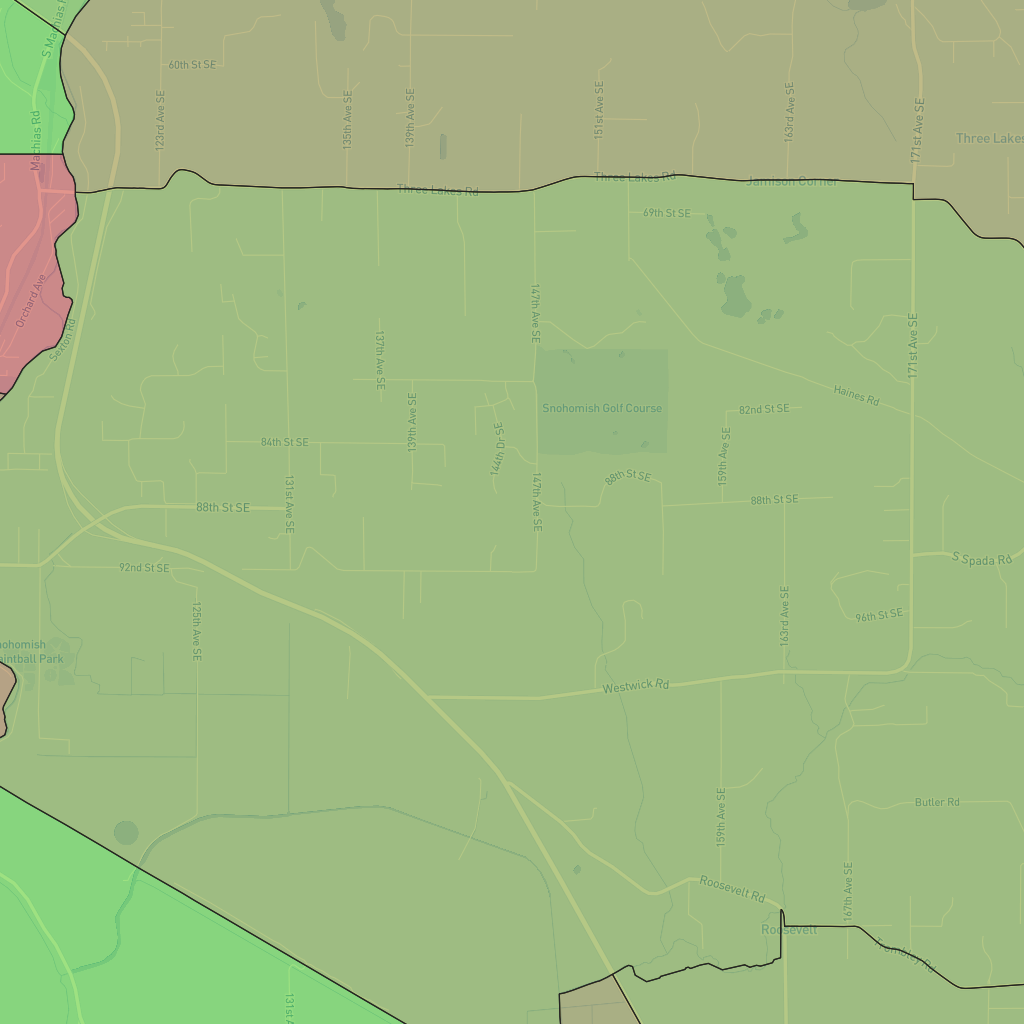 S Machias R
60th St SE
Machias Rd
123rd Ave SE
135th Ave SE
139th Ave SE
151st Ave SE
163rd Ave SE
171st Ave SE
Three Lakes
Three Lakes Rd
Three Lakes Rd
Jamison Corner
69th St SE
Orchard Ave
Sexton Rd
147th Ave SE
137th Ave SE
171st Ave SE
Haines Rd
Snohomish Golf Course
82nd St SE
139th Ave SE
144th Dr SE
84th St SE
159th Ave SE
131st Ave SE
147th Ave SE
88th St SE
88th St SE
88th St SE
92nd St SE
S Spada Rd
125th Ave SE
163rd Ave SE
96th St SE
nohomish
aintball Park
Westwick Rd
159th Ave SE
Butler Rd
167th Ave SE
Roosevelt Rd
Roosevelt
Trombley Rd
131st A